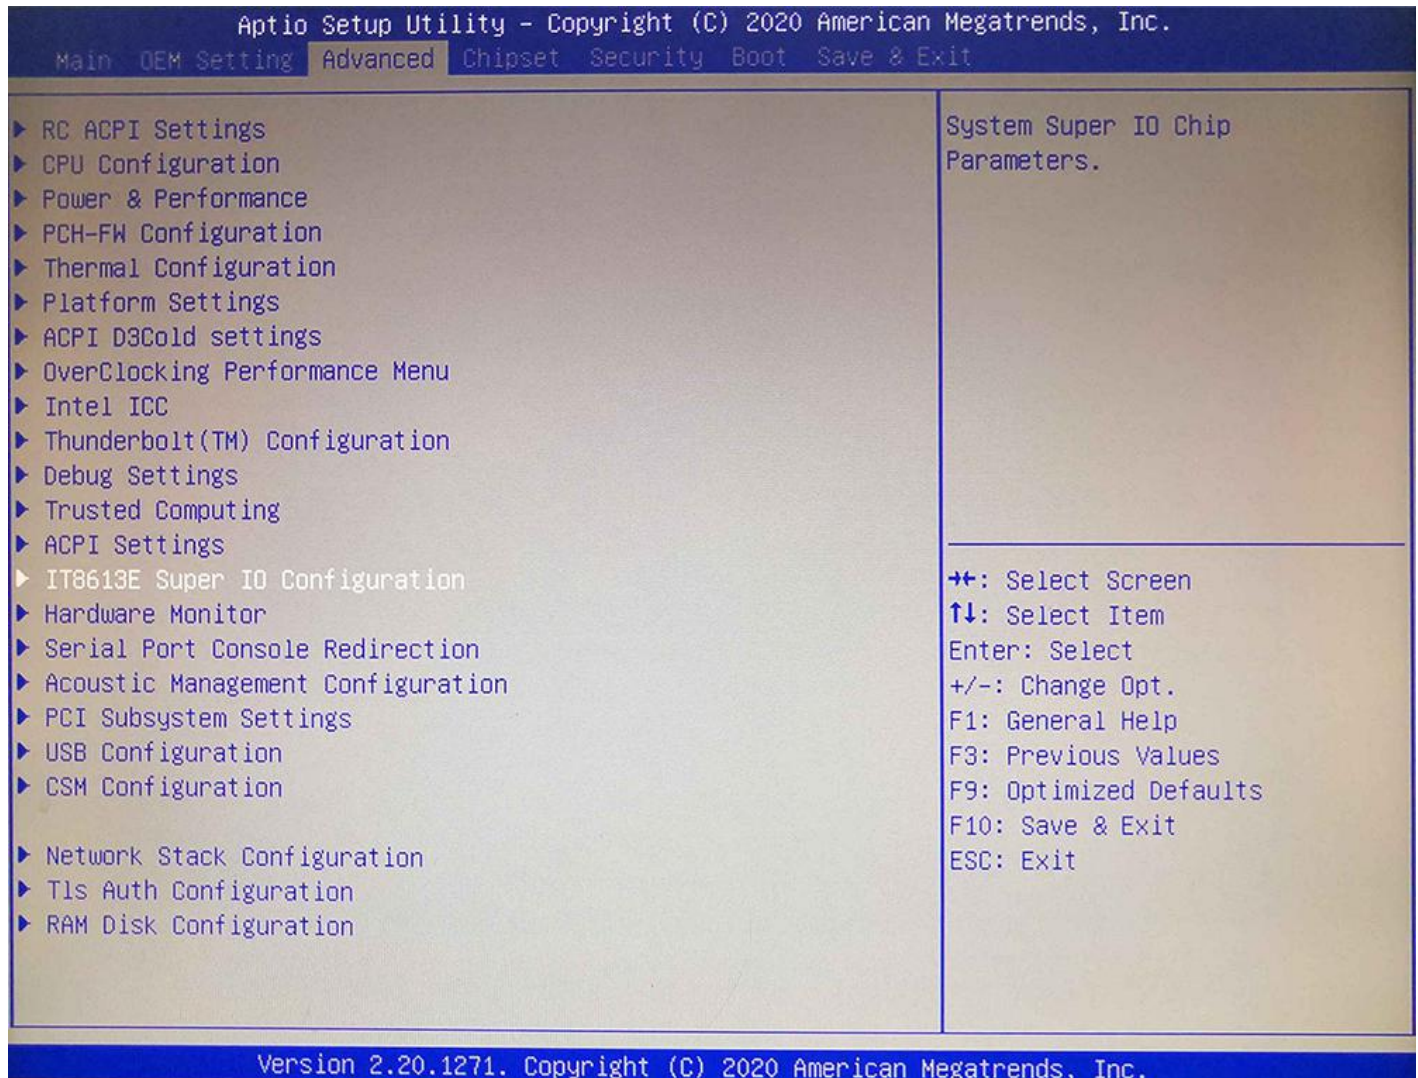 Aptio Setup Utility – Copyright (C) 2020 American Megatrends, Inc.
Main OEM Setting Advanced Chipset Security Boot Save & Exit
▶ RC ACPI Settings
▶ CPU Configuration
▶ Power & Performance
▶ PCH-FW Configuration
▶ Thermal Configuration
▶ Platform Settings
▶ ACPI D3Cold settings
▶ OverClocking Performance Menu
▶ Intel ICC
▶ Thunderbolt(TM) Configuration
▶ Debug Settings
▶ Trusted Computing
▶ ACPI Settings
▶ IT8613E Super IO Configuration
▶ Hardware Monitor
▶ Serial Port Console Redirection
▶ Acoustic Management Configuration
▶ PCI Subsystem Settings
▶ USB Configuration
▶ CSM Configuration
▶ Network Stack Configuration
▶ Tls Auth Configuration
▶ RAM Disk Configuration
System Super IO Chip
Parameters.
→←: Select Screen
↑↓: Select Item
Enter: Select
+/-: Change Opt.
F1: General Help
F3: Previous Values
F9: Optimized Defaults
F10: Save & Exit
ESC: Exit
Version 2.20.1271. Copyright (C) 2020 American Megatrends, Inc.